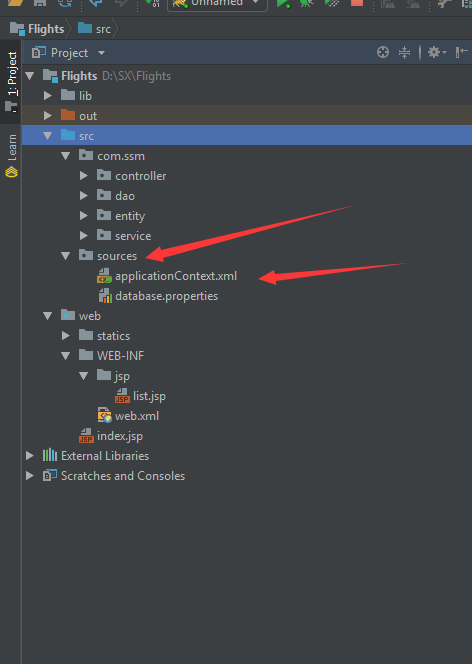 Unnamed
Flights src
Project
Flights D:\SX\Flights
lib
out
src
com.ssm
controller
dao
entity
service
sources
applicationContext.xml
database.properties
web
statics
WEB-INF
jsp
list.jsp
web.xml
index.jsp
External Libraries
Scratches and Consoles
1: Project
Learn